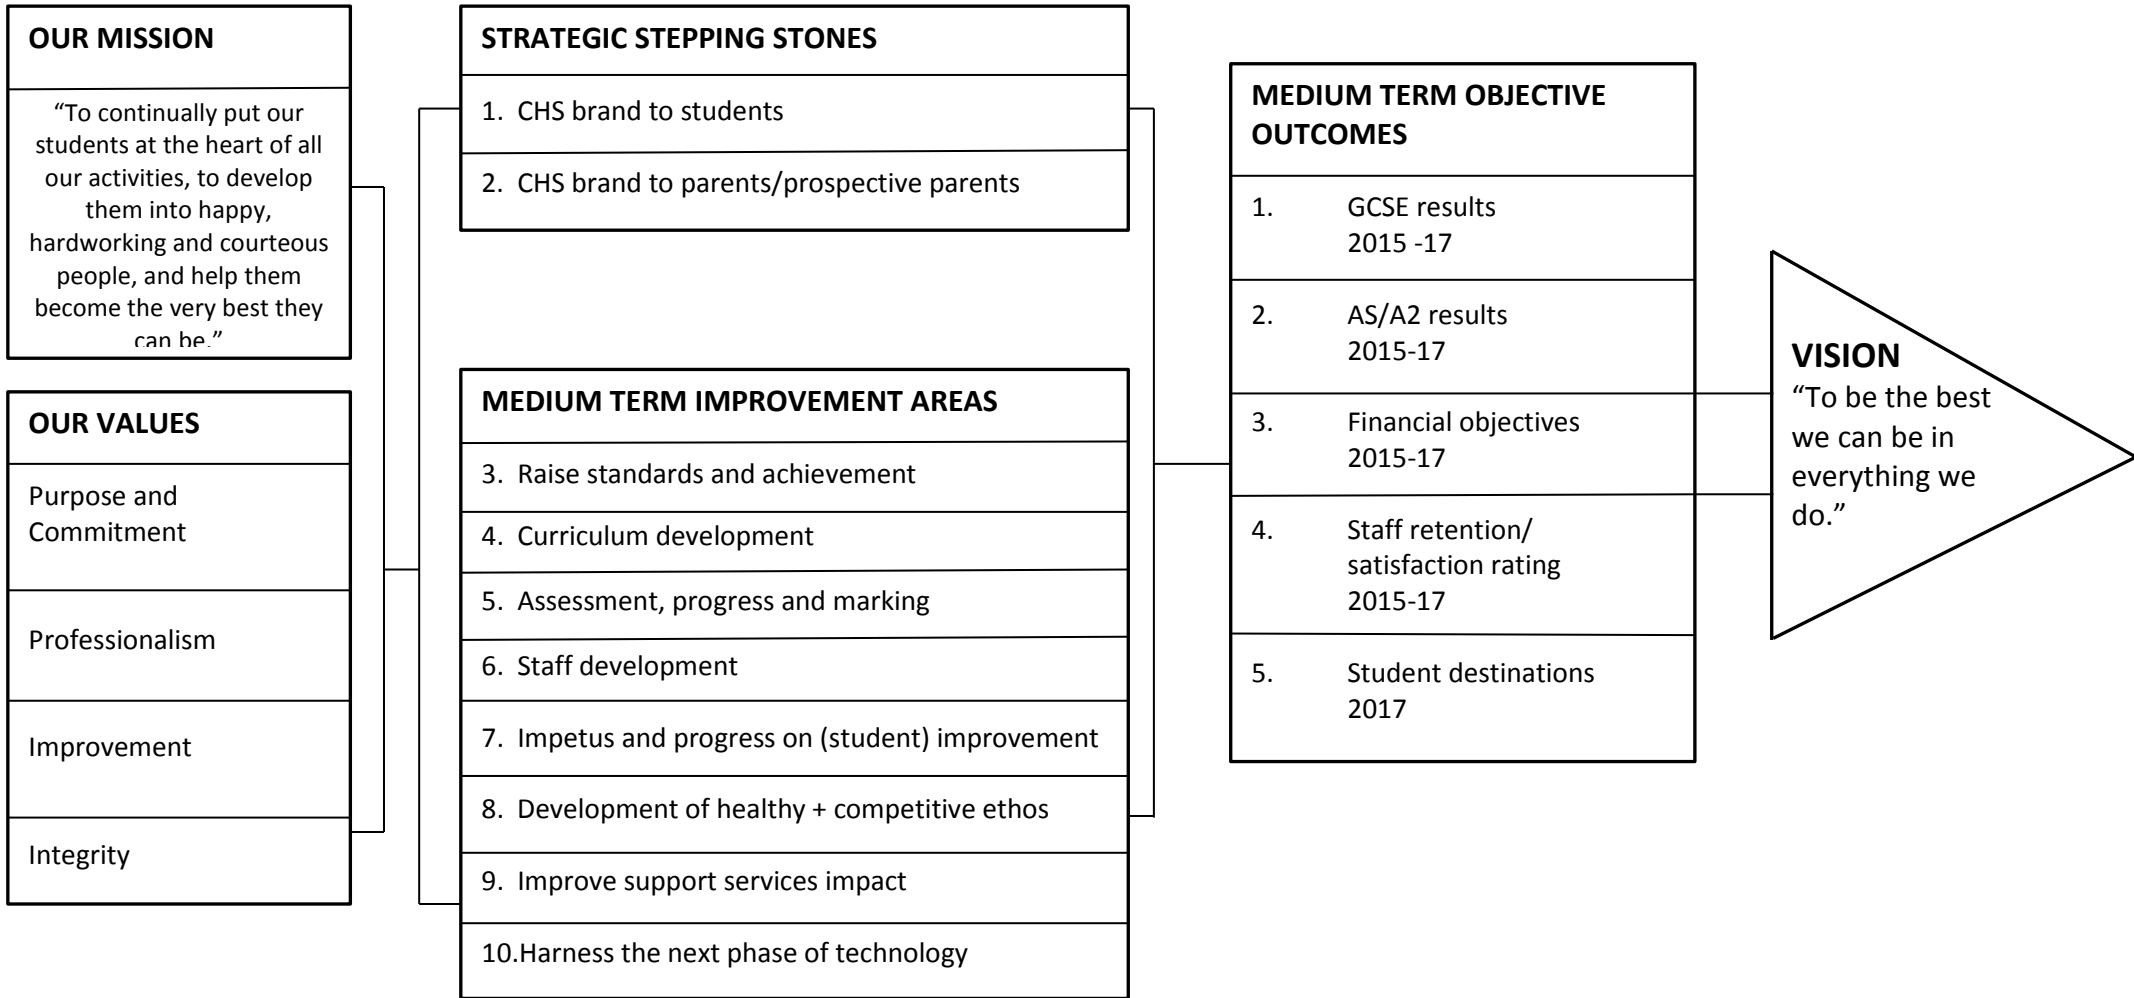 OUR MISSION
“To continually put our
students at the heart of all
our activities, to develop
them into happy,
hardworking and courteous
people, and help them
become the very best they
can be.”
OUR VALUES
Purpose and
Commitment
Professionalism
Improvement
Integrity
STRATEGIC STEPPING STONES
1. CHS brand to students
2. CHS brand to parents/prospective parents
MEDIUM TERM IMPROVEMENT AREAS
3. Raise standards and achievement
4. Curriculum development
5. Assessment, progress and marking
6. Staff development
7. Impetus and progress on (student) improvement
8. Development of healthy + competitive ethos
9. Improve support services impact
10.Harness the next phase of technology
MEDIUM TERM OBJECTIVE
OUTCOMES
1. GCSE results
2015 -17
2. AS/A2 results
2015-17
3. Financial objectives
2015-17
4. Staff retention/
satisfaction rating
2015-17
5. Student destinations
2017
VISION
“To be the best
we can be in
everything we
do.”